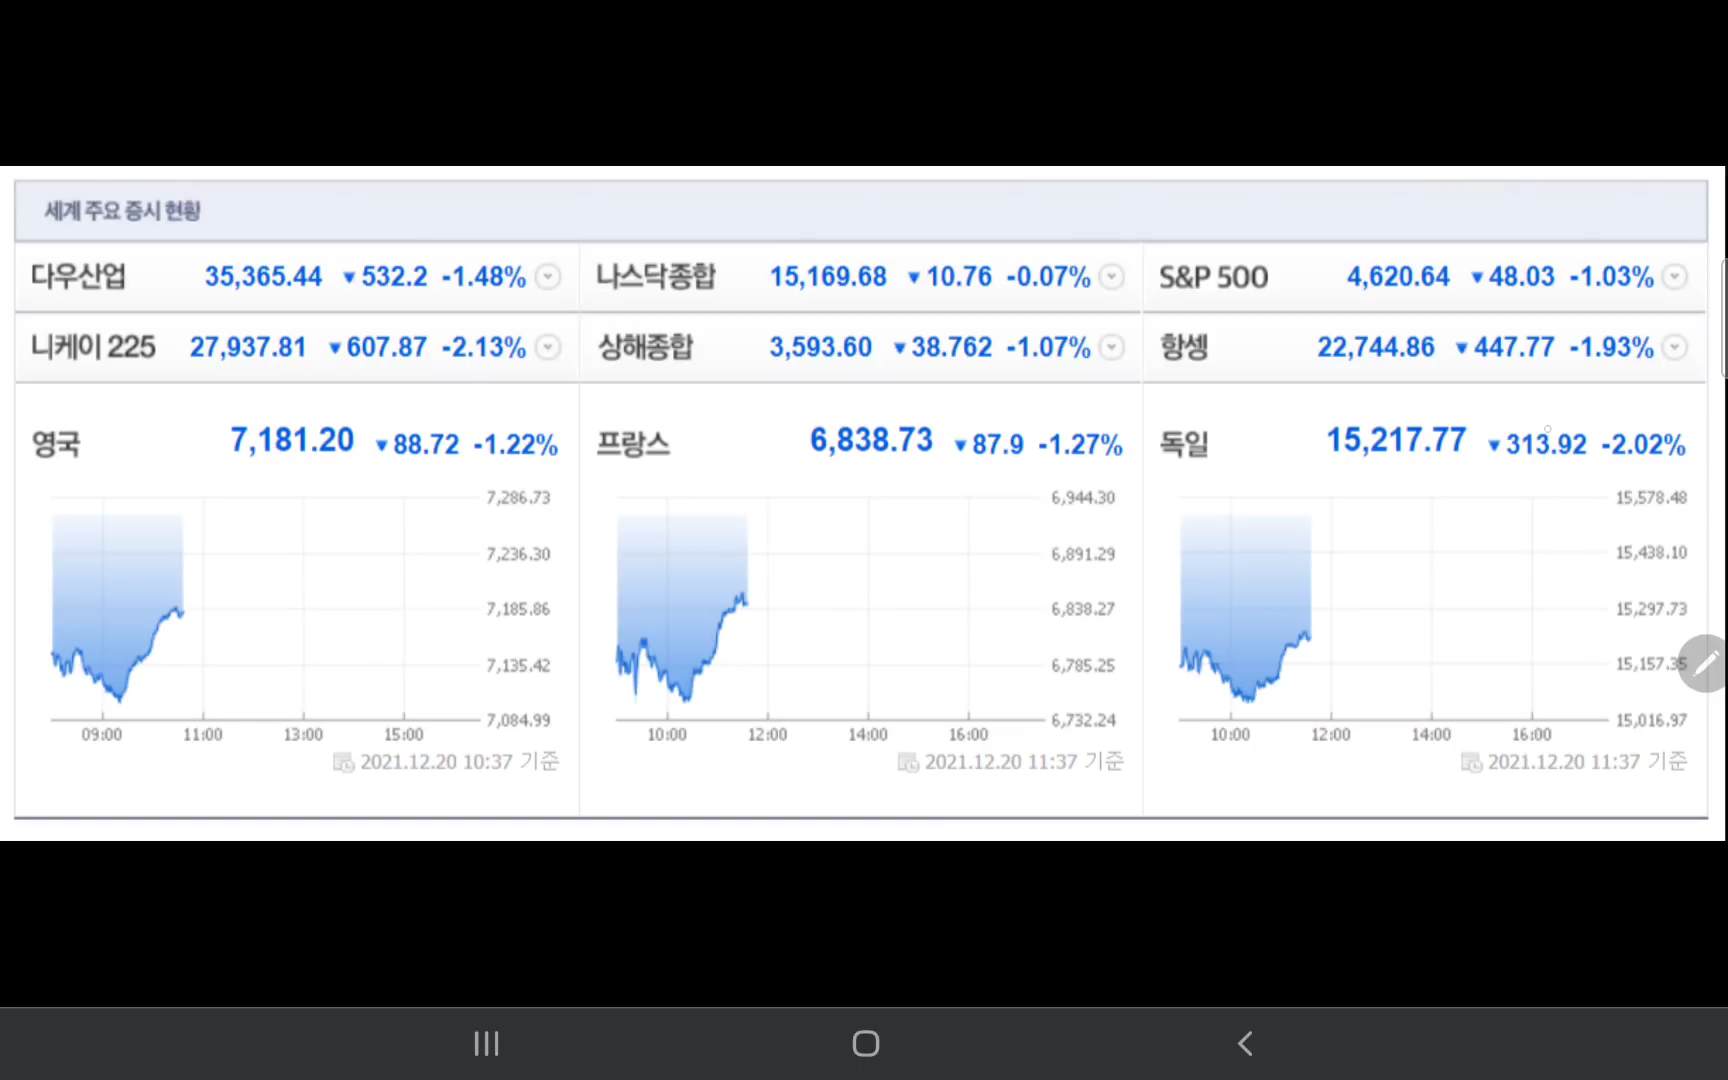 세계 주요 증시 현황
다우산업 35,365.44 ▼532.2 -1.48%
나스닥종합 15,169.68 ▼10.76 -0.07%
S&P 500 4,620.64 ▼48.03 -1.03%
니케이 225 27,937.81 ▼607.87 -2.13%
상해종합 3,593.60 ▼38.762 -1.07%
항셍 22,744.86 ▼447.77 -1.93%
영국 7,181.20 ▼88.72 -1.22%
7,286.73
7,236.30
7,185.86
7,135.42
7,084.99
09:00 11:00 13:00 15:00
2021.12.20 10:37 기준
프랑스 6,838.73 ▼87.9 -1.27%
6,944.30
6,891.29
6,838.27
6,785.25
6,732.24
10:00 12:00 14:00 16:00
2021.12.20 11:37 기준
독일 15,217.77 ▼313.92 -2.02%
15,578.48
15,438.10
15,297.73
15,157.35
15,016.97
10:00 12:00 14:00 16:00
2021.12.20 11:37 기준